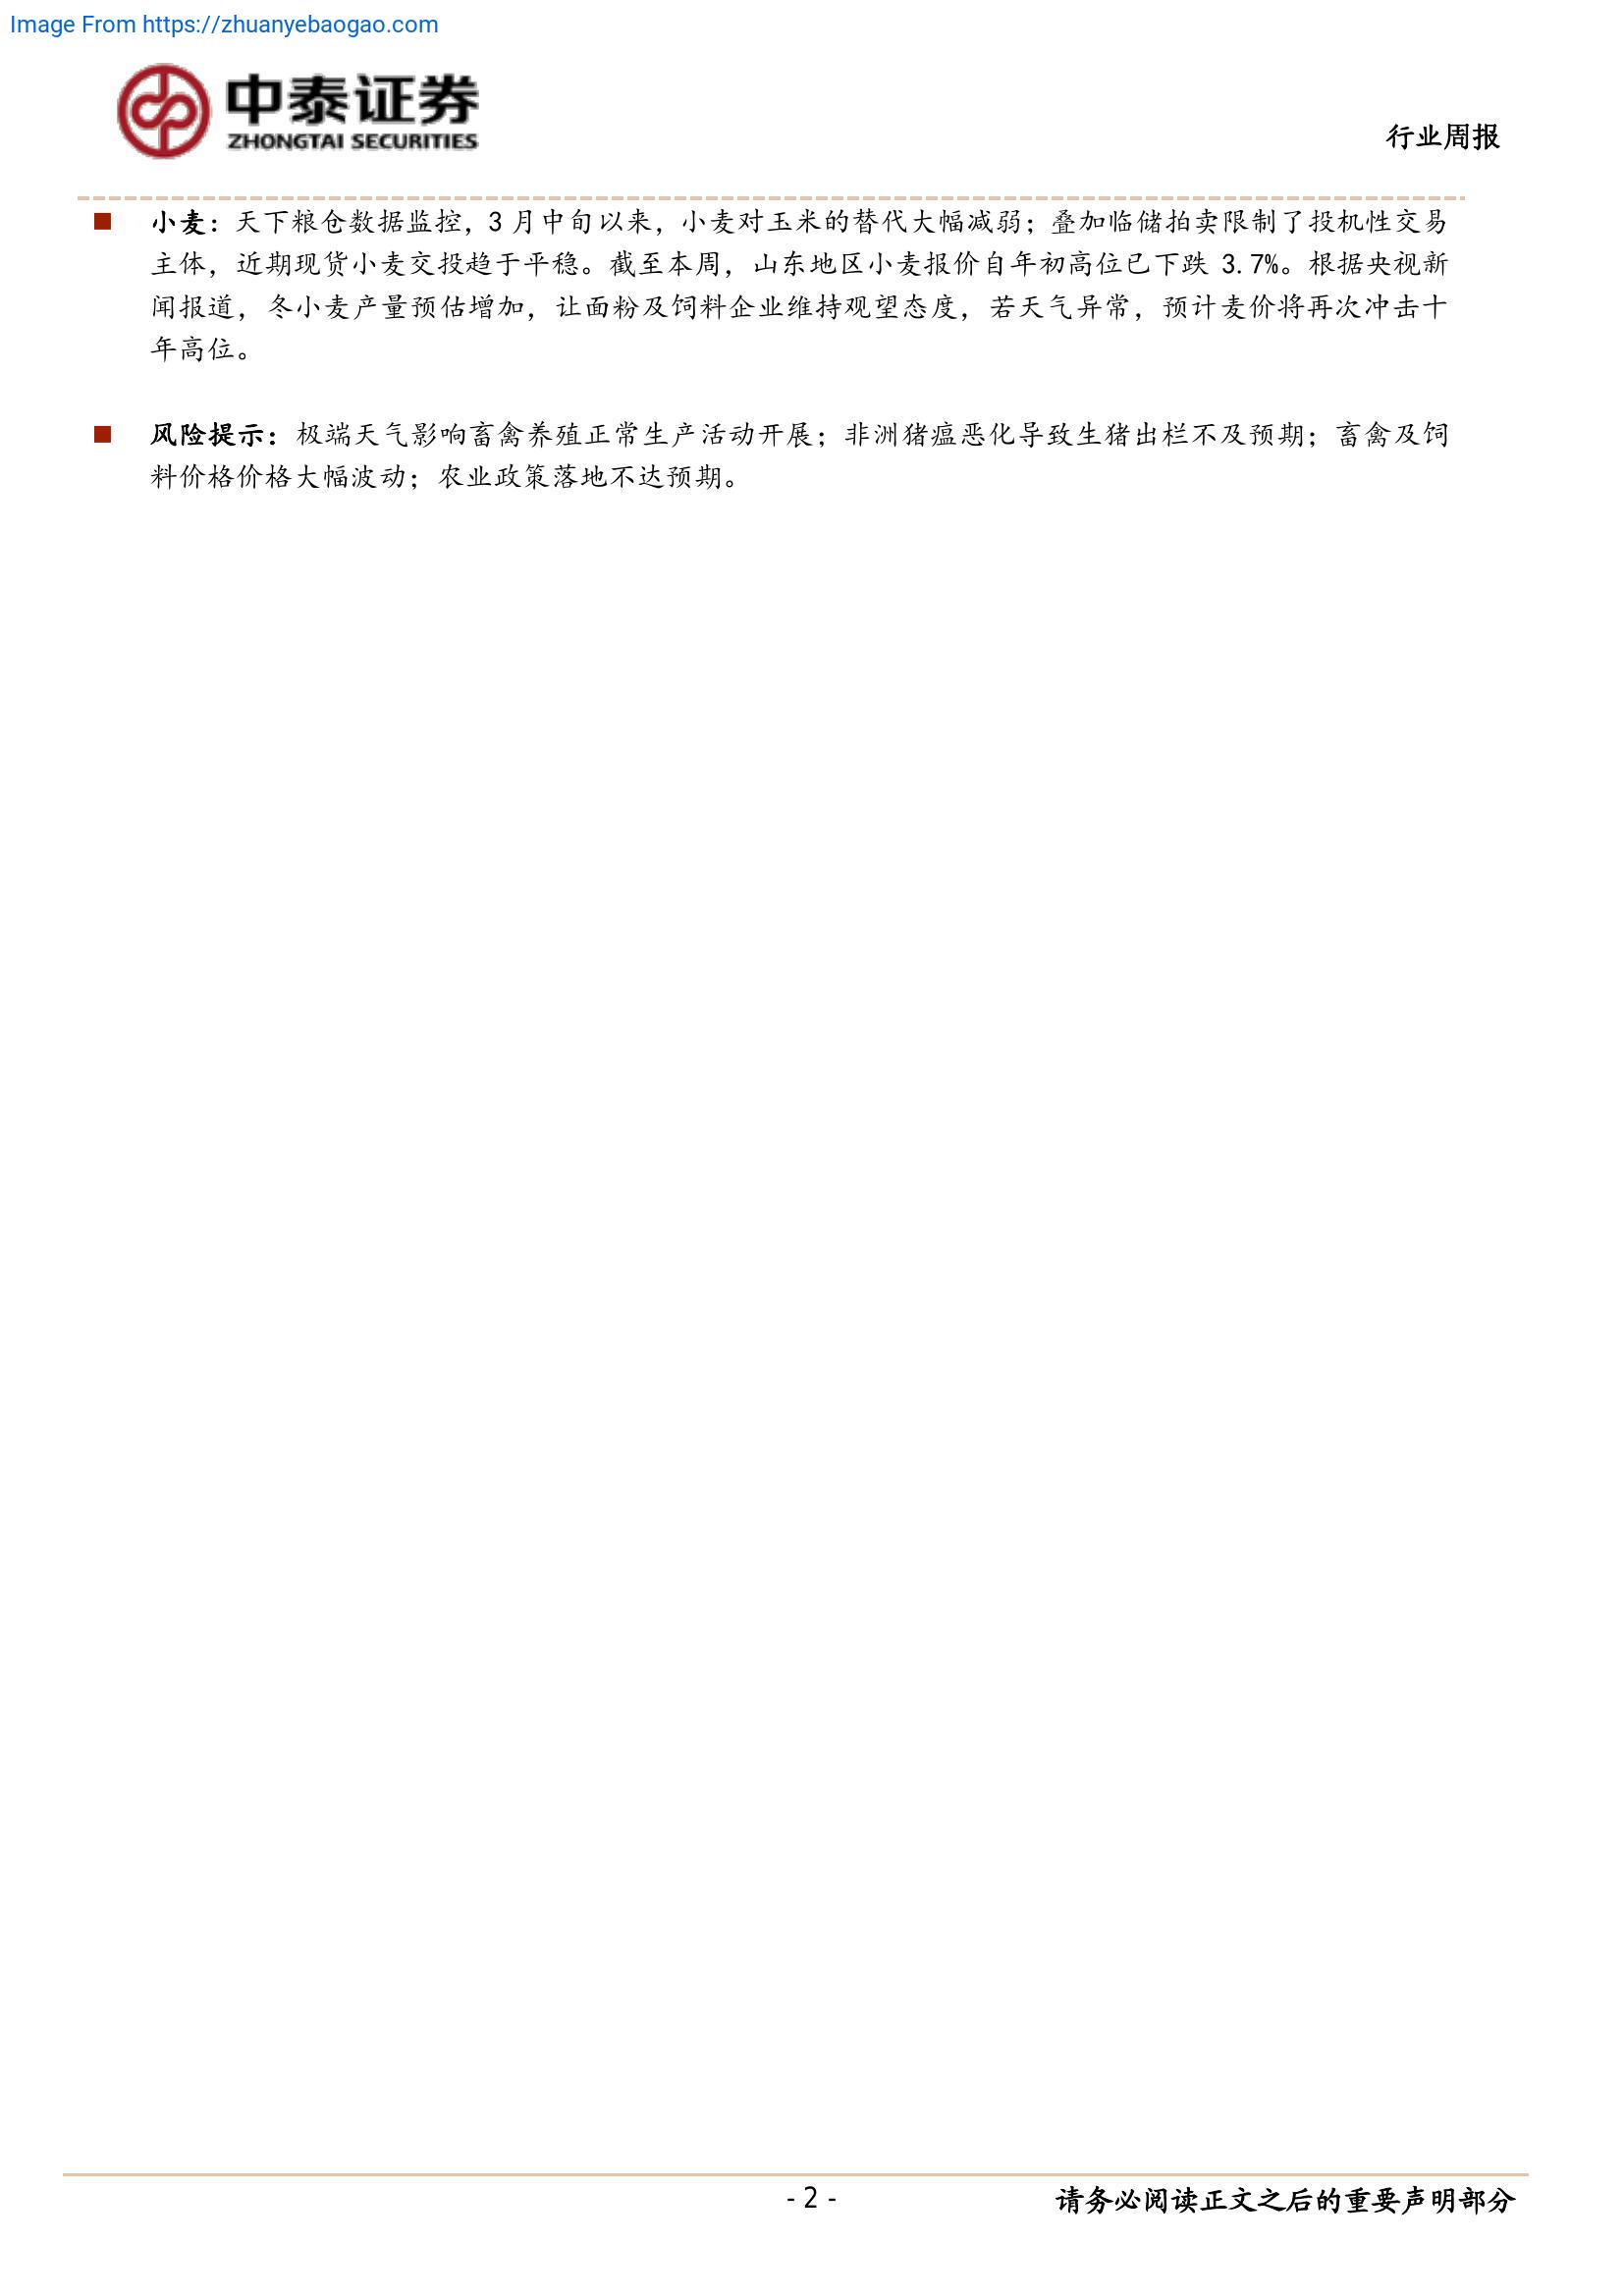 Image From https://zhuanyebaogao.com
中泰证券
ZHONGTAI SECURITIES
行业周报
■ 小麦：天下粮仓数据监控，3 月中旬以来，小麦对玉米的替代大幅减弱；叠加临储拍卖限制了投机性交易
主体，近期现货小麦交投趋于平稳。截至本周，山东地区小麦报价自年初高位已下跌 3.7%。根据央视新
闻报道，冬小麦产量预估增加，让面粉及饲料企业维持观望态度，若天气异常，预计麦价将再次冲击十
年高位。
■ 风险提示：极端天气影响畜禽养殖正常生产活动开展；非洲猪瘟恶化导致生猪出栏不及预期；畜禽及饲
料价格价格大幅波动；农业政策落地不达预期。
- 2 -
请务必阅读正文之后的重要声明部分